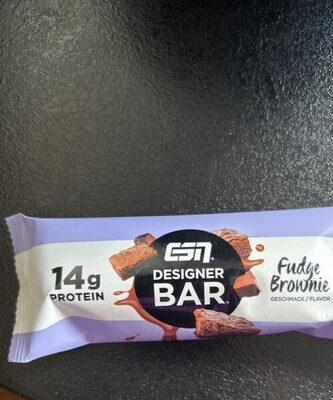 14g
PROTEIN
ESN
DESIGNER
BAR
Fudge
Brownie
GESCHMACK / FLAVOR